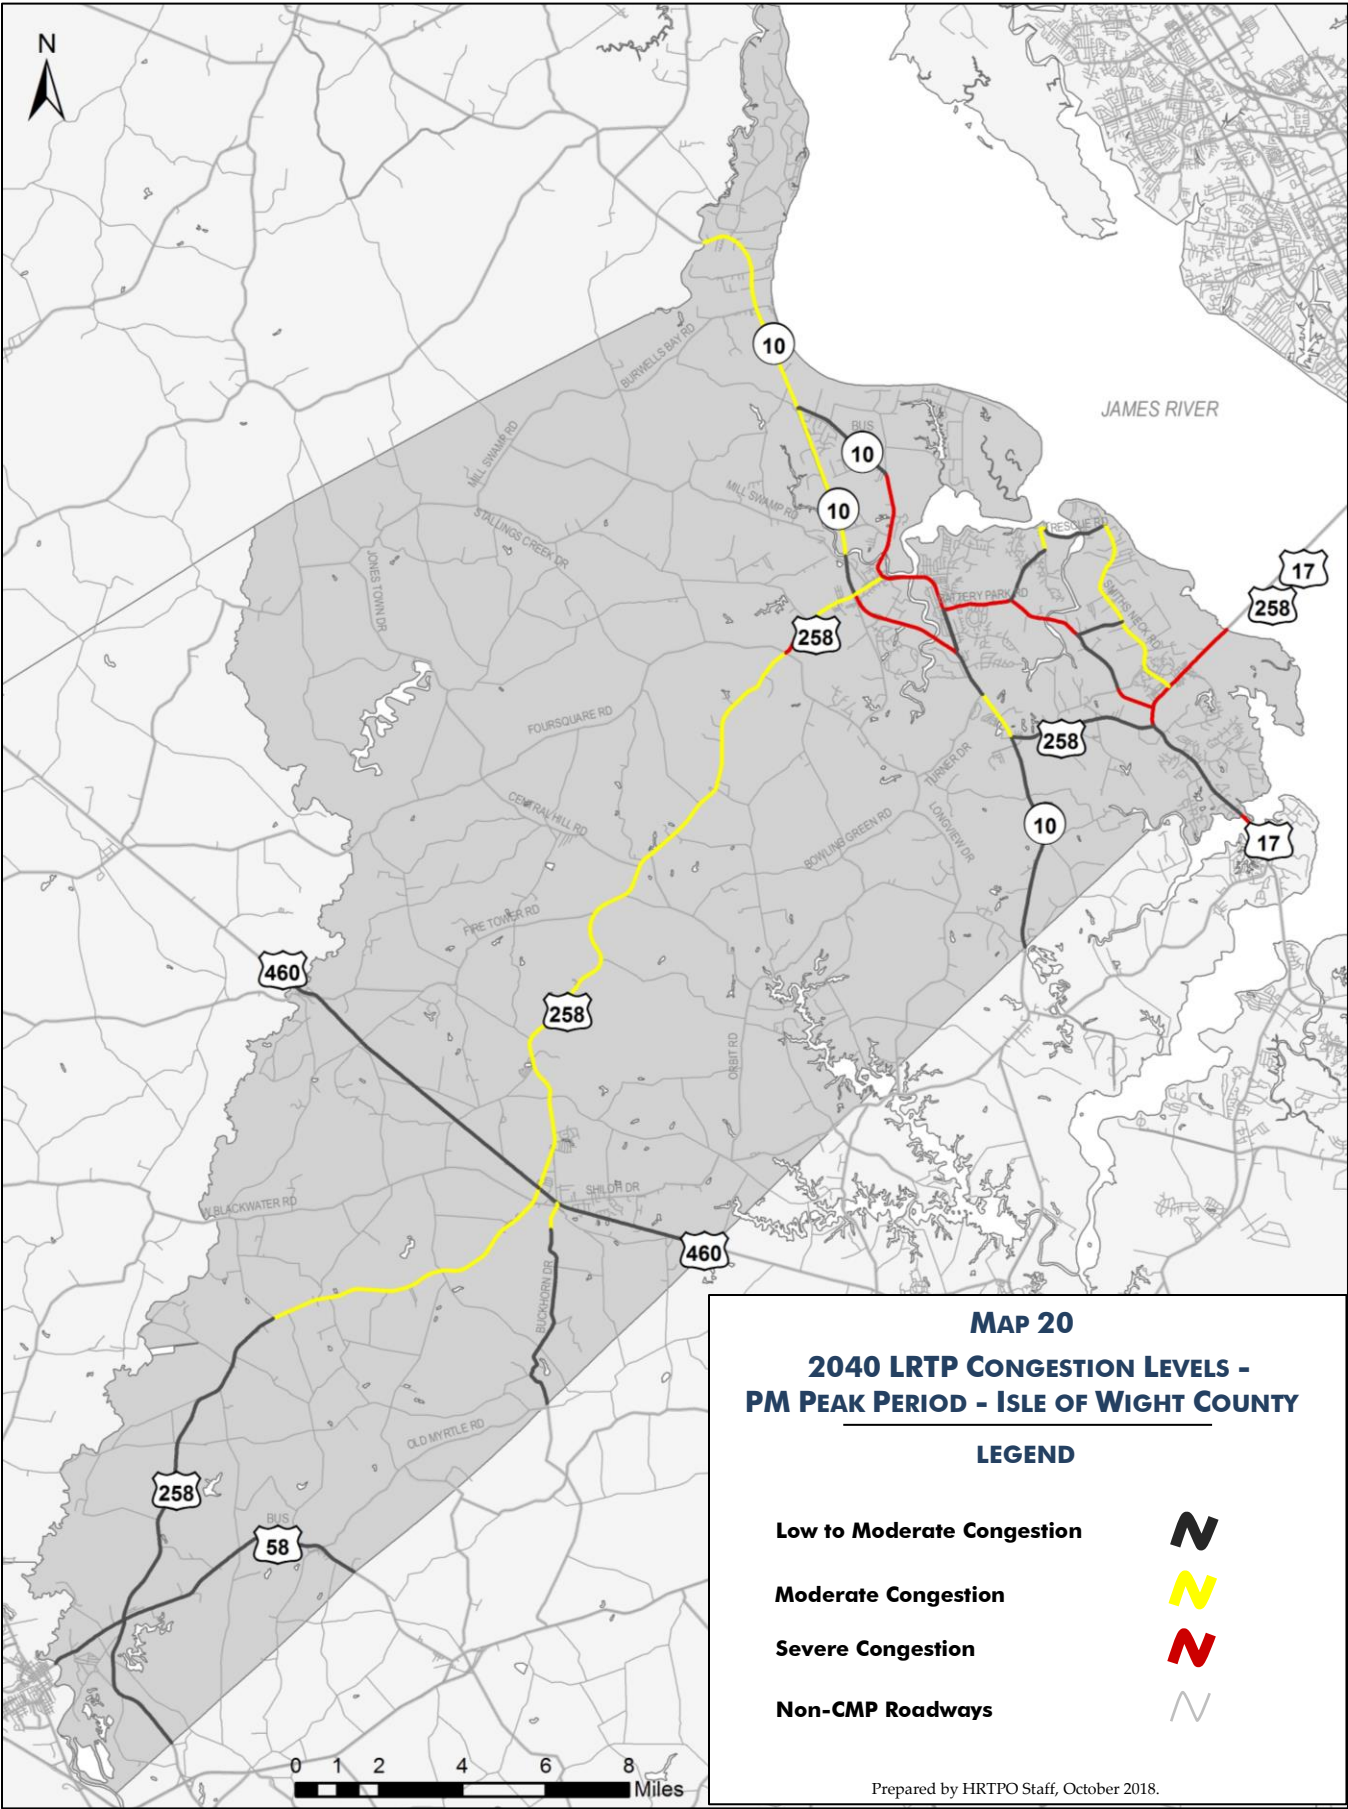 N
10
BURWELLS BAY RD
JAMES RIVER
BUS
10
MILL SWAMP RD
MILL SWAMP RD
10
STALLINGS CREEK DR
RESCUE RD
JONES TOWN DR
17
258
BATTERY PARK RD
SMITHS NECK RD
258
FOURSQUARE RD
258
TURNER DR
CENTRAL HILL RD
BOWLING GREEN RD
LONGVIEW DR
10
17
FIRE TOWER RD
460
258
ORBIT RD
SHILOH DR
W BLACKWATER RD
460
BUCKHORN DR
OLD MYRTLE RD
258
BUS
58
MAP 20
2040 LRTP CONGESTION LEVELS -
PM PEAK PERIOD - ISLE OF WIGHT COUNTY
LEGEND
Low to Moderate Congestion
Moderate Congestion
Severe Congestion
Non-CMP Roadways
0 1 2 4 6 8
Miles
Prepared by HRTPO Staff, October 2018.